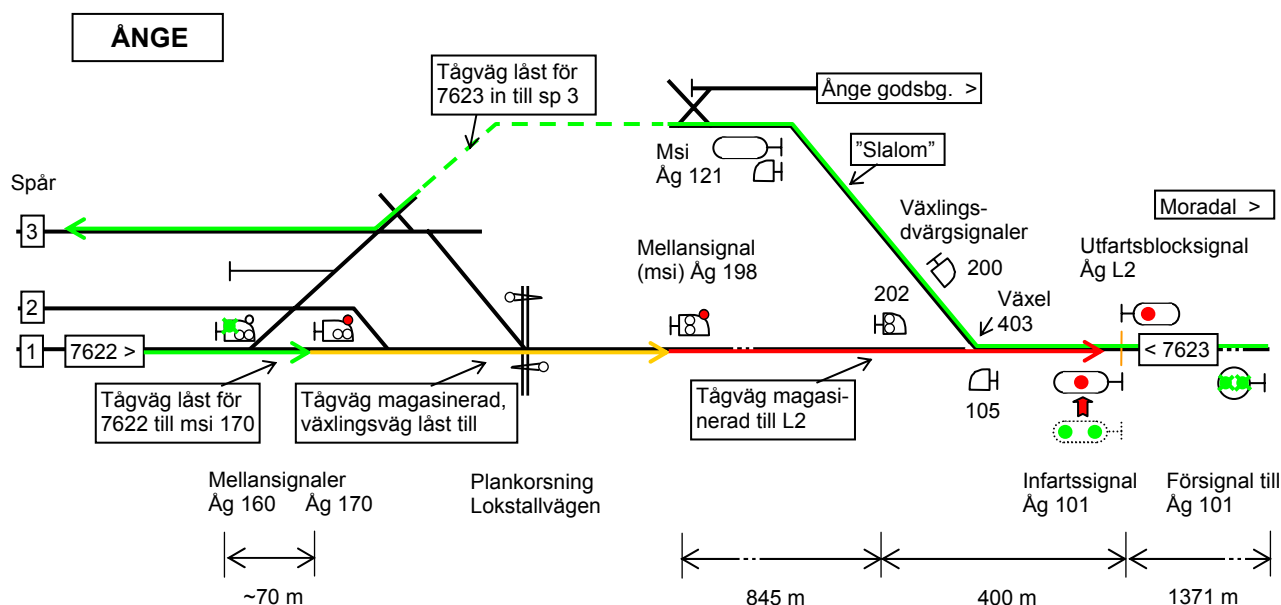 ÅNGE
Tågväg låst för
7623 in till sp 3
Ånge godsbg. >
Msi
Åg 121
"Slalom"
Spår
Växlings-
dvärgsignaler
Moradal >
3
Mellansignal
(msi) Åg 198
200
Utfartsblocksignal
Åg L2
2
202
Växel
403
1
7622 >
< 7623
Tågväg låst för
7622 till msi 170
Tågväg magasinerad,
växlingsväg låst till
Tågväg magasi-
nerad till L2
105
Mellansignaler
Åg 160
Åg 170
Plankorsning
Lokstallvägen
Infartssignal
Åg 101
Försignal till
Åg 101
~70 m
845 m
400 m
1371 m